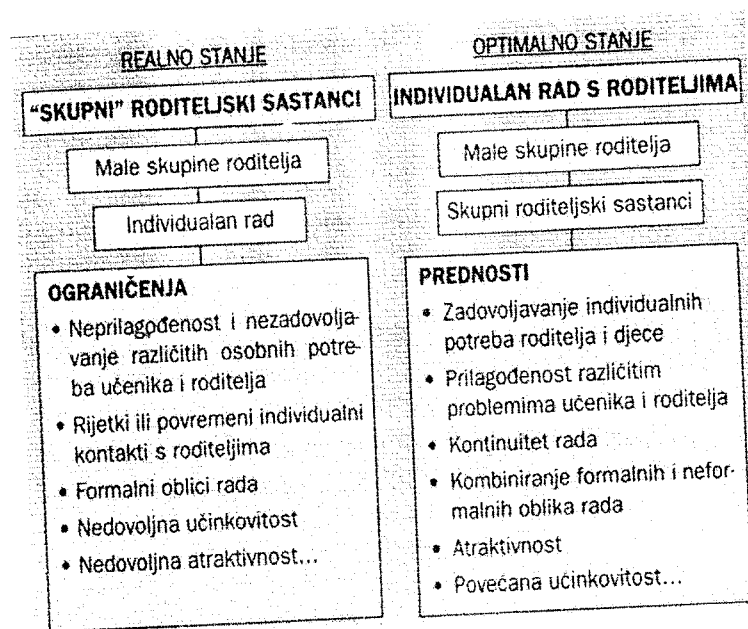 REALNO STANJE
"SKUPNI" RODITELJSKI SASTANCI
Male skupine roditelja
Individualan rad
OGRANIČENJA
• Neprilagođenost i nezadovolja-
vanje različitih osobnih potre-
ba učenika i roditelja
• Rijetki ili povremeni individualni
kontakti s roditeljima
• Formalni oblici rada
• Nedovoljna učinkovitost
• Nedovoljna atraktivnost...
OPTIMALNO STANJE
INDIVIDUALAN RAD S RODITELJIMA
Male skupine roditelja
Skupni roditeljski sastanci
PREDNOSTI
• Zadovoljavanje individualnih
potreba roditelja i djece
• Prilagođenost različitim
problemima učenika i roditelja
• Kontinuitet rada
• Kombiniranje formalnih i nefor-
malnih oblika rada
• Atraktivnost
• Povećana učinkovitost...